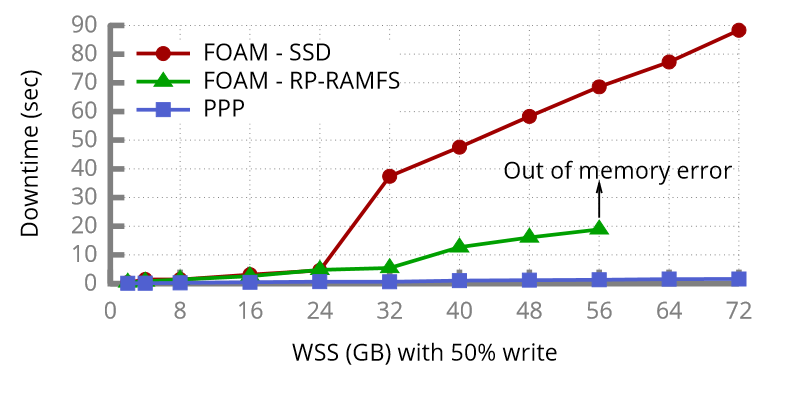 90
80
70
60
50
40
30
20
10
0
Downtime (sec)
FOAM - SSD
FOAM - RP-RAMFS
PPP
Out of memory error
0 8 16 24 32 40 48 56 64 72
WSS (GB) with 50% write